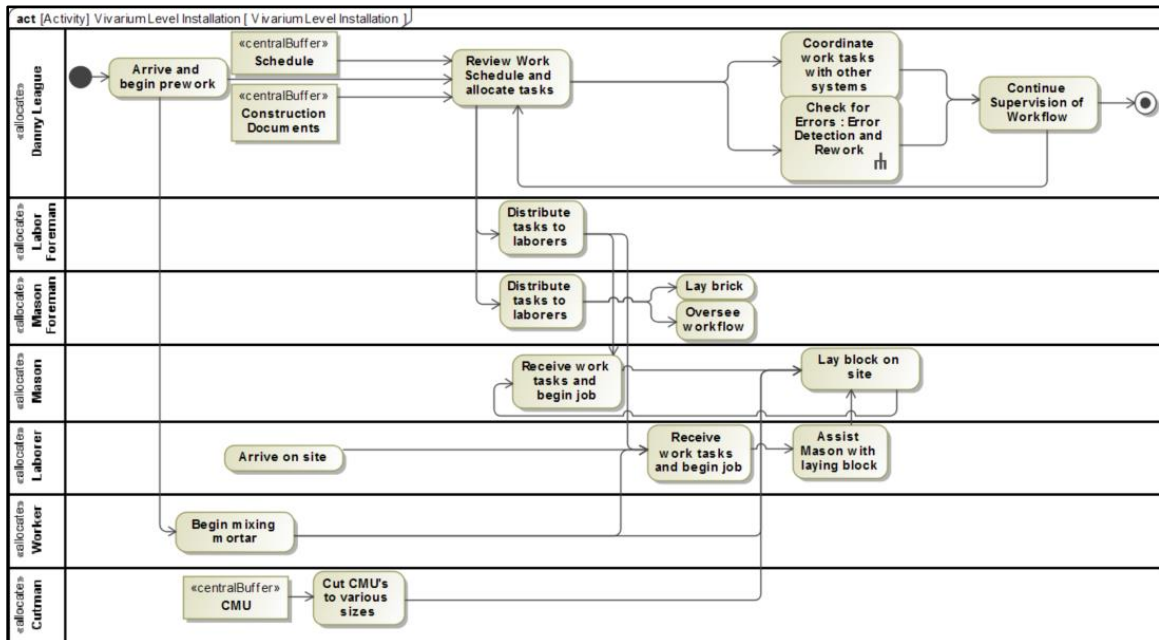 act [Activity] Vivarium Level Installation [ Vivarium Level Installation ]
«allocate»
Danny League
Arrive and
begin prework
«centralBuffer»
Schedule
«centralBuffer»
Construction
Documents
Review Work
Schedule and
allocate tasks
Coordinate
work tasks
with other
systems
Check for
Errors : Error
Detection and
Rework
Continue
Supervision of
Workflow
«allocate»
Labor
Foreman
Distribute
tasks to
laborers
«allocate»
Mason
Foreman
Distribute
tasks to
laborers
Lay brick
Oversee
workflow
«allocate»
Mason
Receive work
tasks and
begin job
Lay block on
site
«allocate»
Laborer
Arrive on site
Receive
work tasks
and begin job
Assist
Mason with
laying block
«allocate»
Worker
Begin mixing
mortar
«allocate»
Cutman
«centralBuffer»
CMU
Cut CMU's
to various
sizes